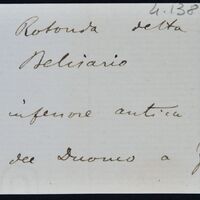 4.138
Rotonda della
Belisario
inferiore antica
del Duomo a